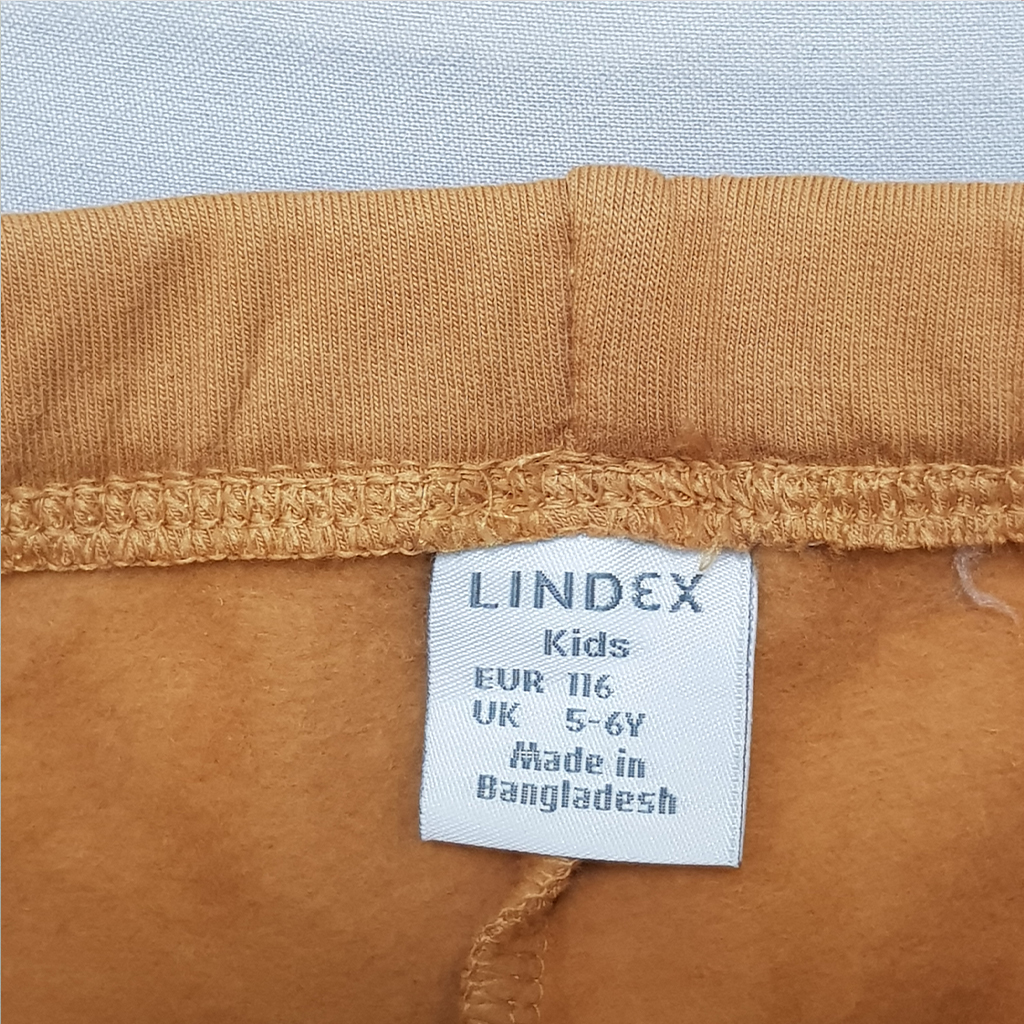 LINDEX
Kids
EUR 116
UK 5-6Y
Made in
Bangladesh